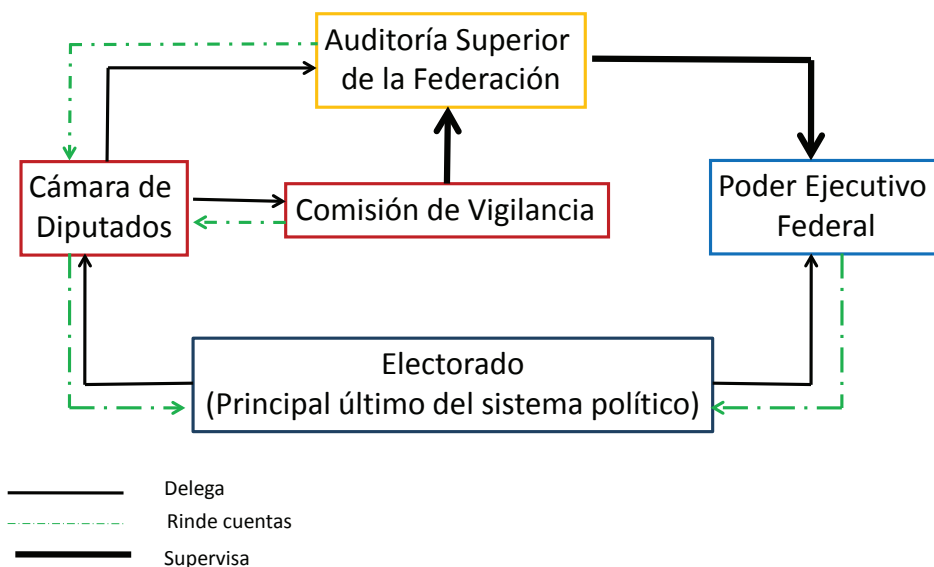 Auditoría Superior
de la Federación
Cámara de
Diputados
Comisión de Vigilancia
Poder Ejecutivo
Federal
Electorado
(Principal último del sistema político)
Delega
Rinde cuentas
Supervisa